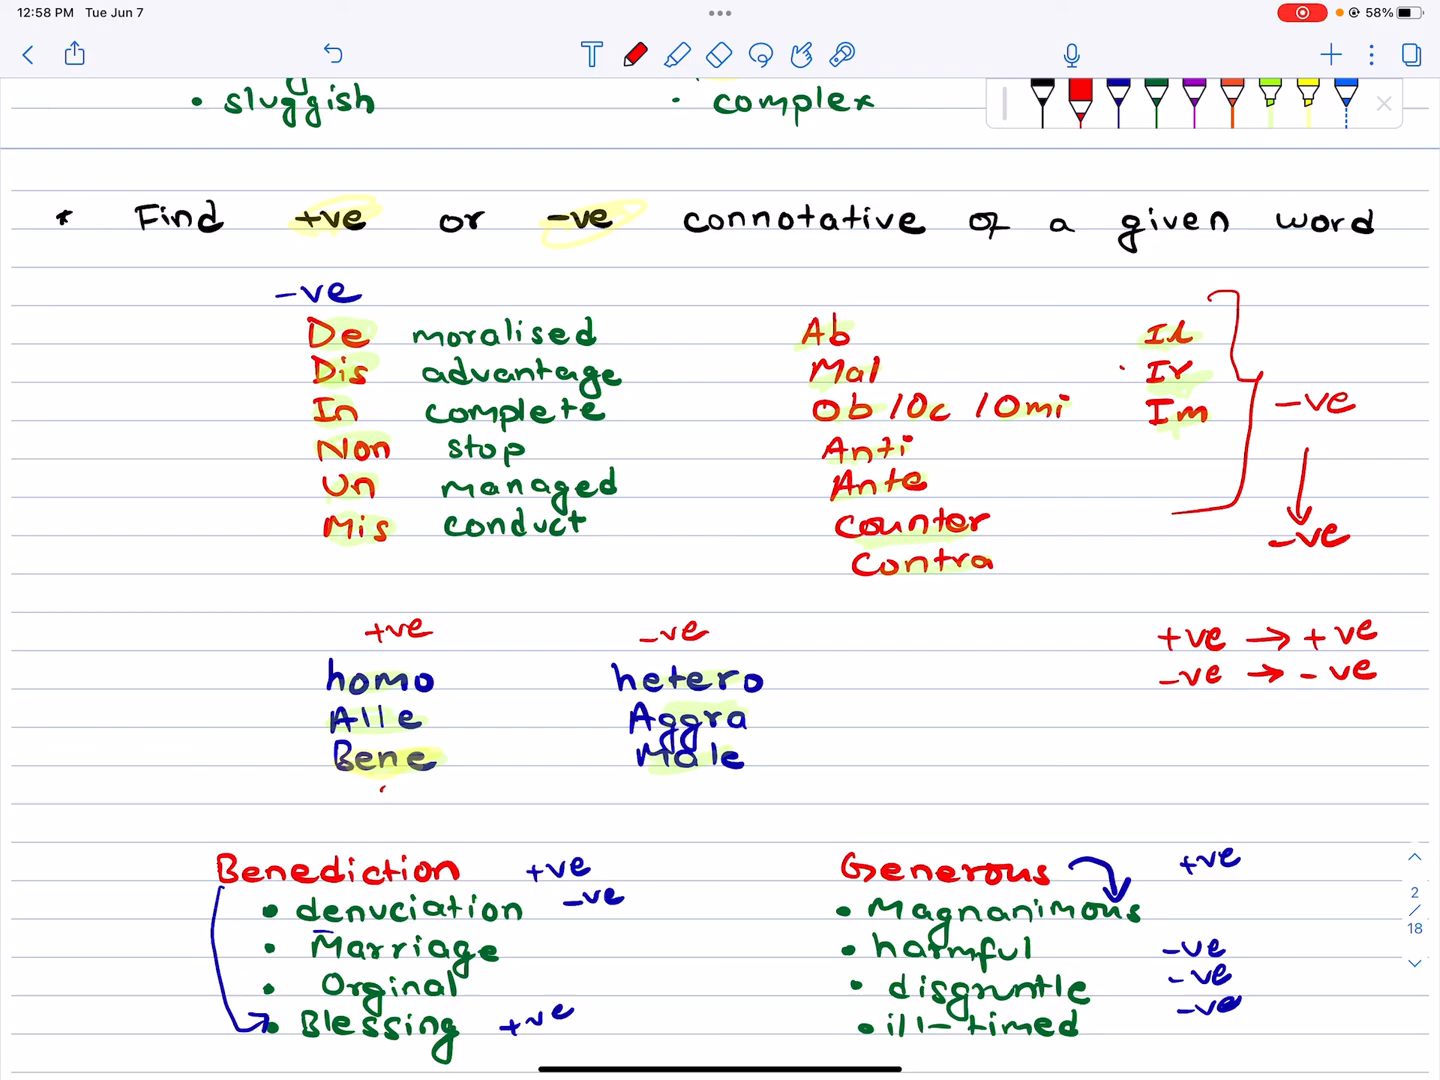 12:58 PM Tue Jun 7
58%
• sluggish
• complex
* Find +ve or -ve connotative of a given word
-ve
De moralised
Dis advantage
In complete
Non stop
Un managed
Mis conduct
Ab
Mal
Ob / Oc / Omi
Anti
Ante
Counter
Contra
Il
Ir
Im
-ve
-ve
+ve
homo
Alle
Bene
-ve
hetero
Aggra
Male
+ve → +ve
-ve → -ve
Benediction +ve
• denuciation -ve
• Marriage
• Orginal
• Blessing +ve
Generous +ve
• Magnanimous
• harmful -ve
• disgruntle -ve
• ill-timed -ve
2
/
18